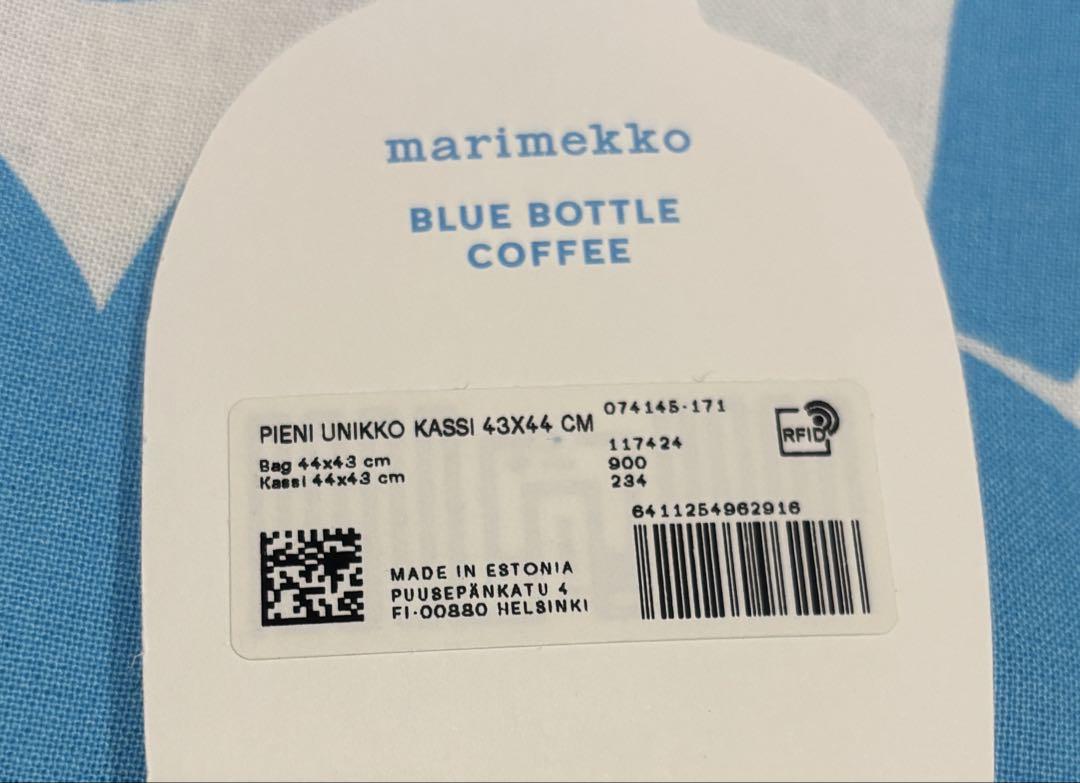 marimekko
BLUE BOTTLE
COFFEE
PIENI UNIKKO KASSI 43X44 CM
074145-171
Bag 44x43 cm
Kassi 44x43 cm
117424
900
234
RFID
6411254962916
MADE IN ESTONIA
PUUSEPÄNKATU 4
FI-00880 HELSINKI